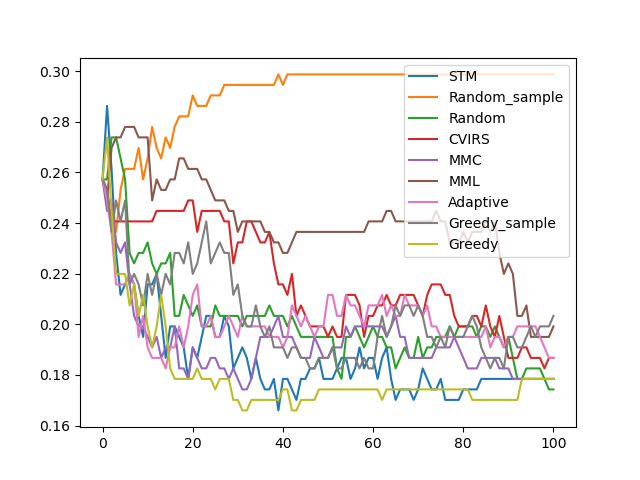 0.30
0.28
0.26
0.24
0.22
0.20
0.18
0.16
0
20
40
60
80
100
STM
Random_sample
Random
CVIRS
MMC
MML
Adaptive
Greedy_sample
Greedy